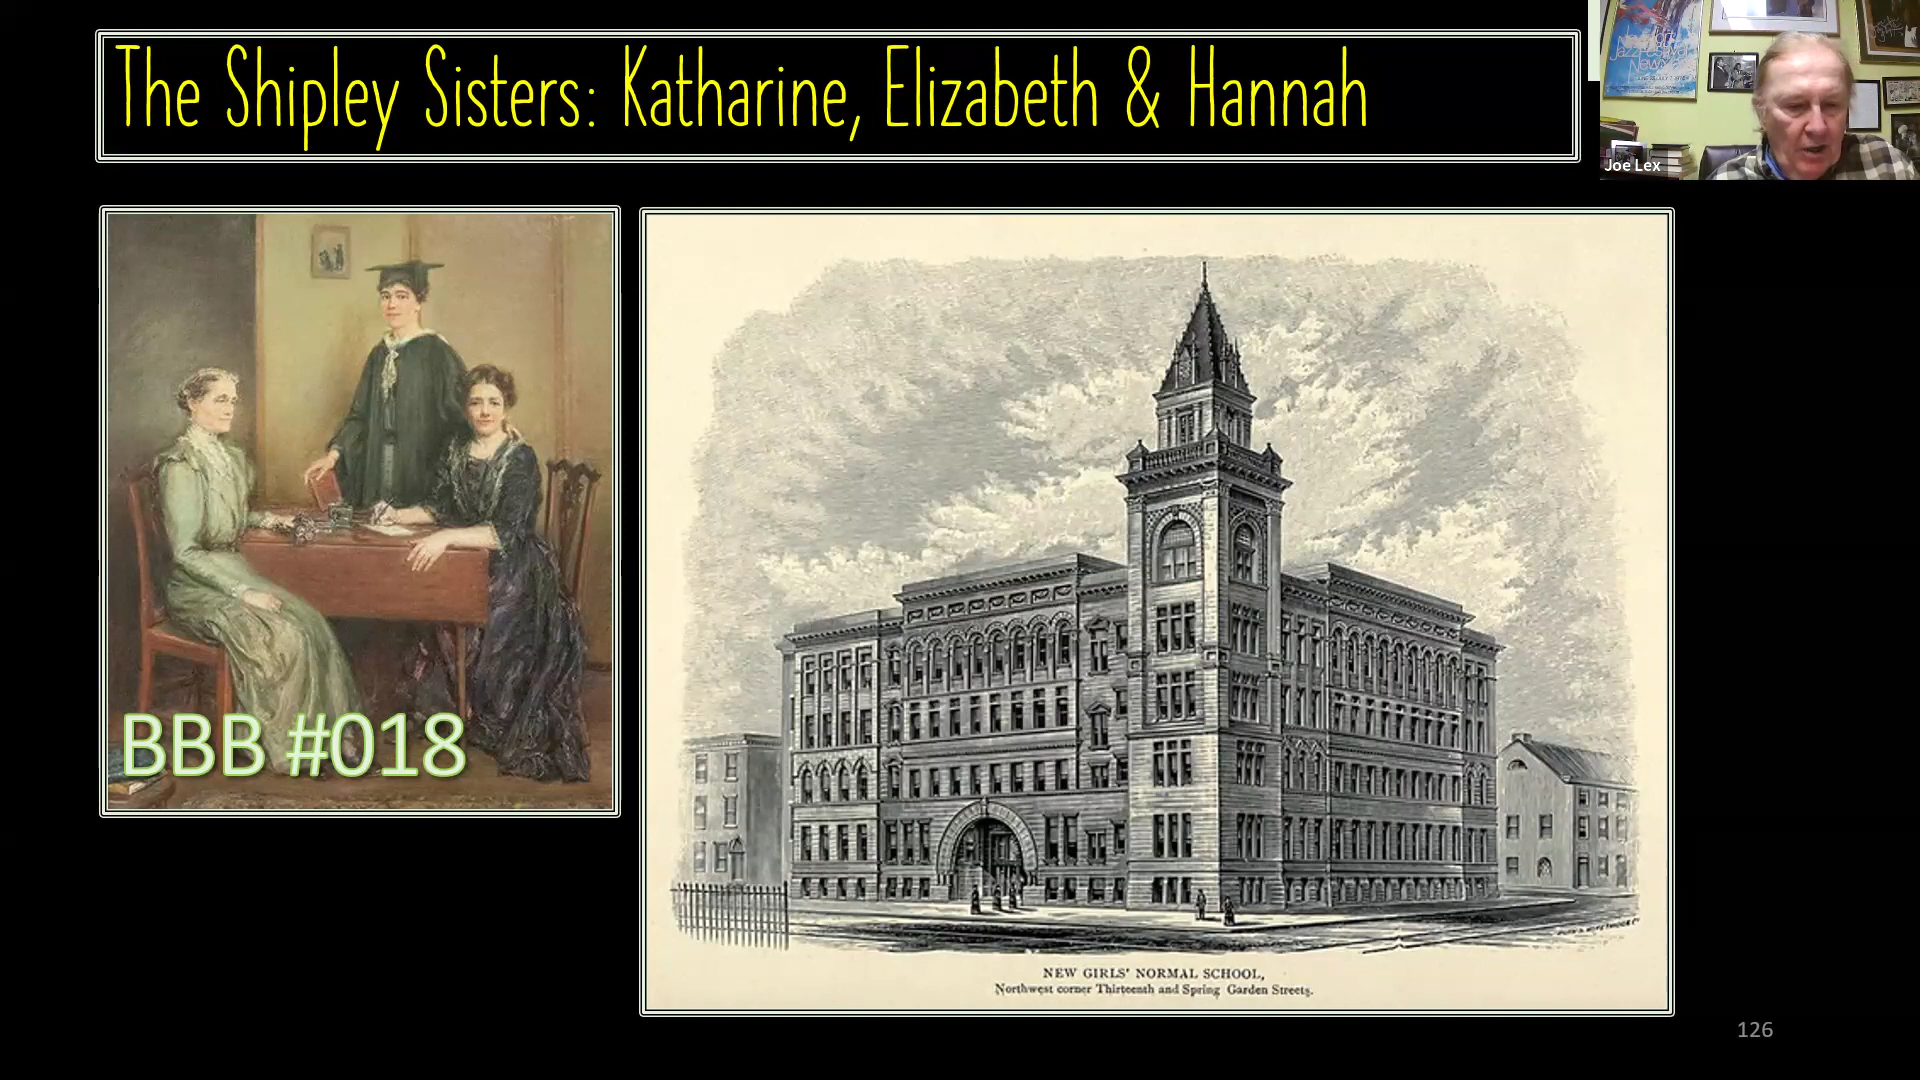 The Shipley Sisters: Katharine, Elizabeth & Hannah
Joe Lex
BBB #018
NEW GIRLS' NORMAL SCHOOL,
Northwest corner Thirteenth and Spring Garden Streets.
126